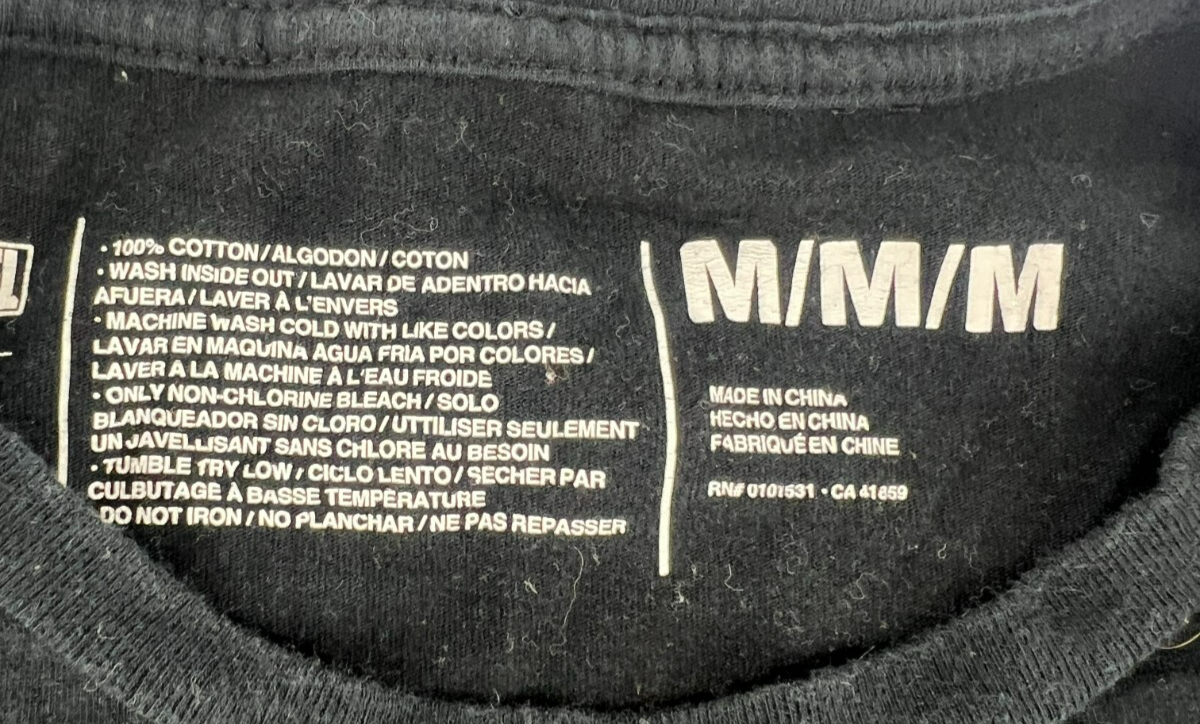 • 100% COTTON / ALGODON / COTON
• WASH INSIDE OUT / LAVAR DE ADENTRO HACIA
AFUERA / LAVER À L'ENVERS
• MACHINE WASH COLD WITH LIKE COLORS /
LAVAR EN MAQUINA AGUA FRIA POR COLORES /
LAVER À LA MACHINE À L'EAU FROIDE
• ONLY NON-CHLORINE BLEACH / SOLO
BLANQUEADOR SIN CLORO / UTTILISER SEULEMENT
UN JAVELLISANT SANS CHLORE AU BESOIN
• TUMBLE TRY LOW / CICLO LENTO / SECHER PAR
CULBUTAGE À BASSE TEMPÈRATURE
DO NOT IRON / NO PLANCHAR / NE PAS REPASSER
M/M/M
MADE IN CHINA
HECHO EN CHINA
FABRIQUÉ EN CHINE
RN# 0101531 • CA 41859